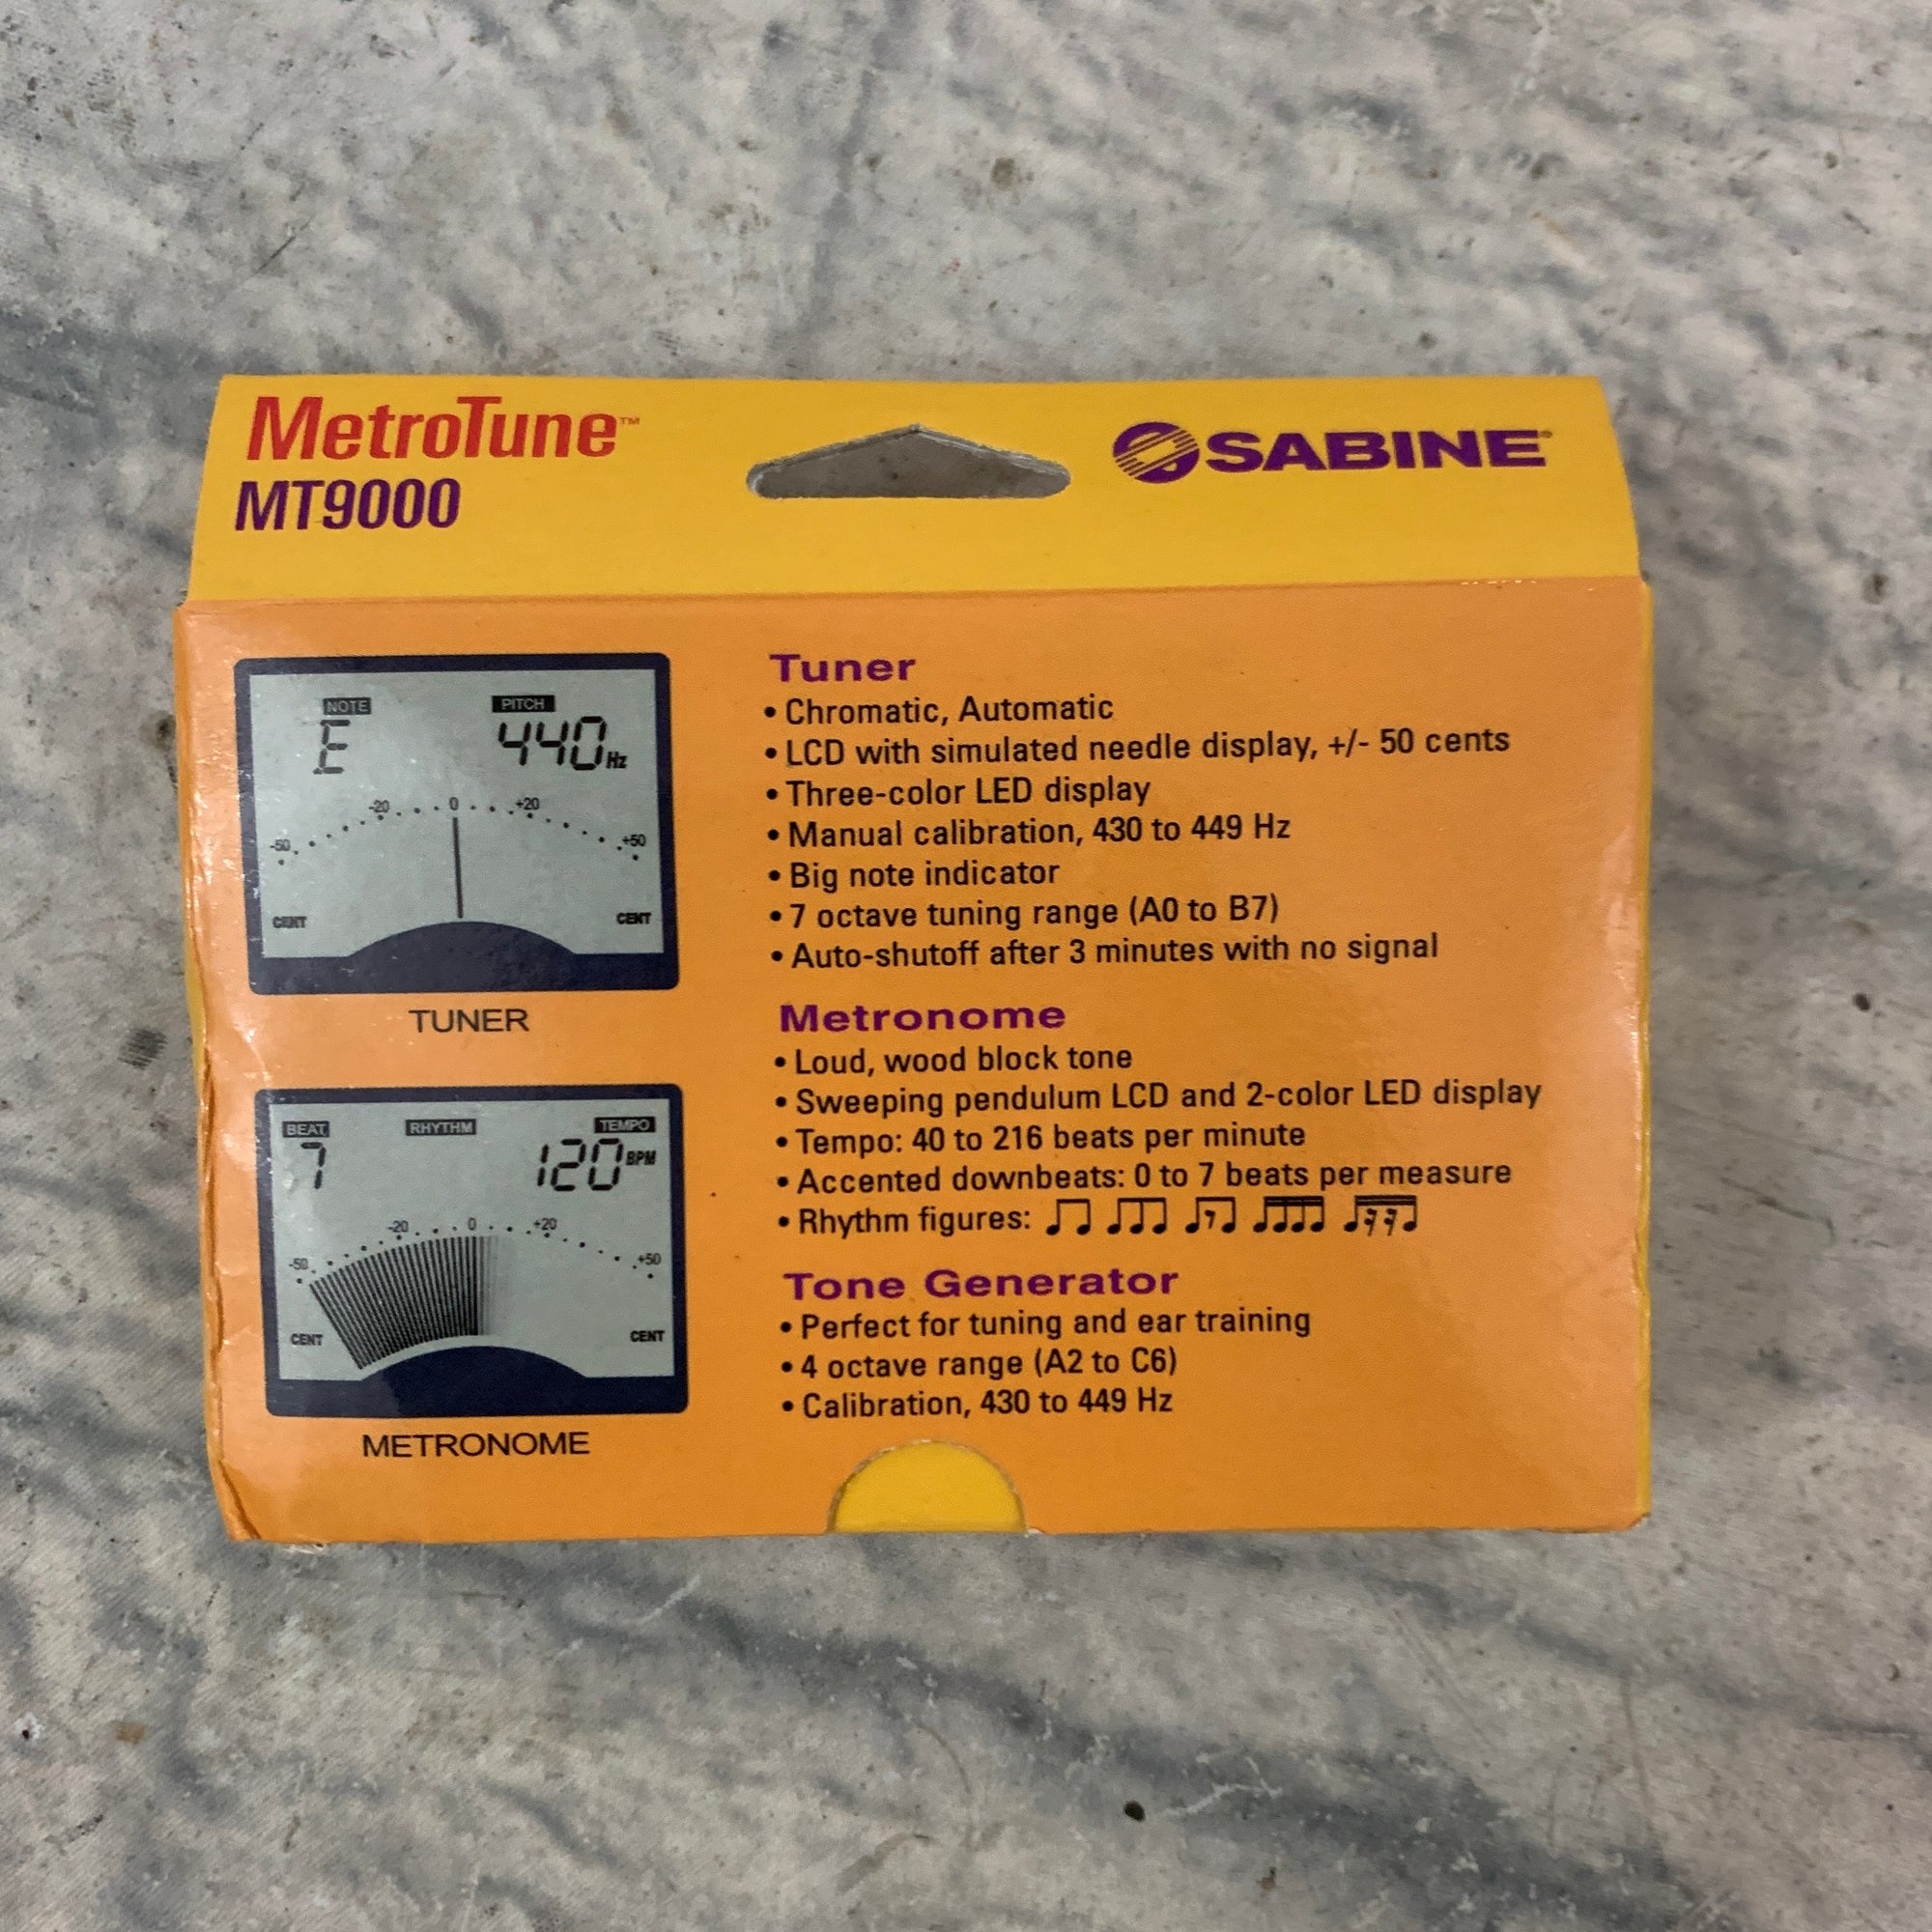 MetroTune™
MT9000
SABINE®
NOTE PITCH
E 440Hz
-50 -20 0 +20 +50
CENT CENT
TUNER
BEAT RHYTHM TEMPO
7 120 BPM
-50 -20 0 +20 +50
CENT CENT
METRONOME
Tuner
• Chromatic, Automatic
• LCD with simulated needle display, +/- 50 cents
• Three-color LED display
• Manual calibration, 430 to 449 Hz
• Big note indicator
• 7 octave tuning range (A0 to B7)
• Auto-shutoff after 3 minutes with no signal
Metronome
• Loud, wood block tone
• Sweeping pendulum LCD and 2-color LED display
• Tempo: 40 to 216 beats per minute
• Accented downbeats: 0 to 7 beats per measure
• Rhythm figures:
Tone Generator
• Perfect for tuning and ear training
• 4 octave range (A2 to C6)
• Calibration, 430 to 449 Hz